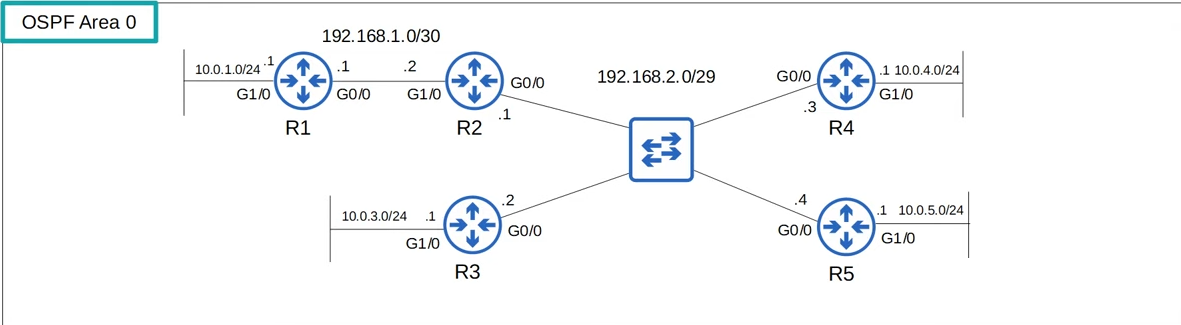 OSPF Area 0
192.168.1.0/30
10.0.1.0/24 .1
.1
.2
G1/0
G0/0
G1/0
G0/0
.1
R1
R2
192.168.2.0/29
G0/0
.1 10.0.4.0/24
G1/0
.3
R4
10.0.3.0/24 .1
.2
G1/0
G0/0
R3
.4
.1 10.0.5.0/24
G0/0
G1/0
R5